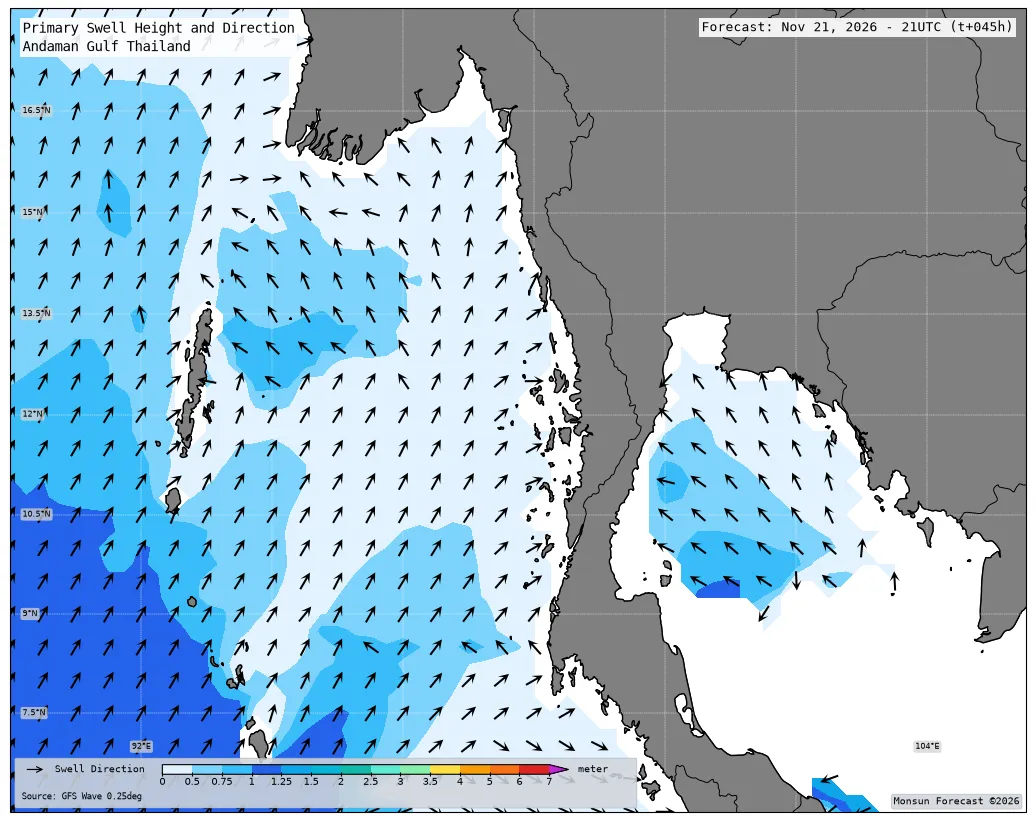 Primary Swell Height and Direction
Andaman Gulf Thailand
Forecast: Nov 21, 2026 - 21UTC (t+045h)
16.5°N
15°N
13.5°N
12°N
10.5°N
9°N
7.5°N
92°E
104°E
Swell Direction
0 0.5 0.75 1 1.25 1.5 2 2.5 3 3.5 4 5 6 7 meter
Source: GFS Wave 0.25deg
Monsun Forecast ©2026